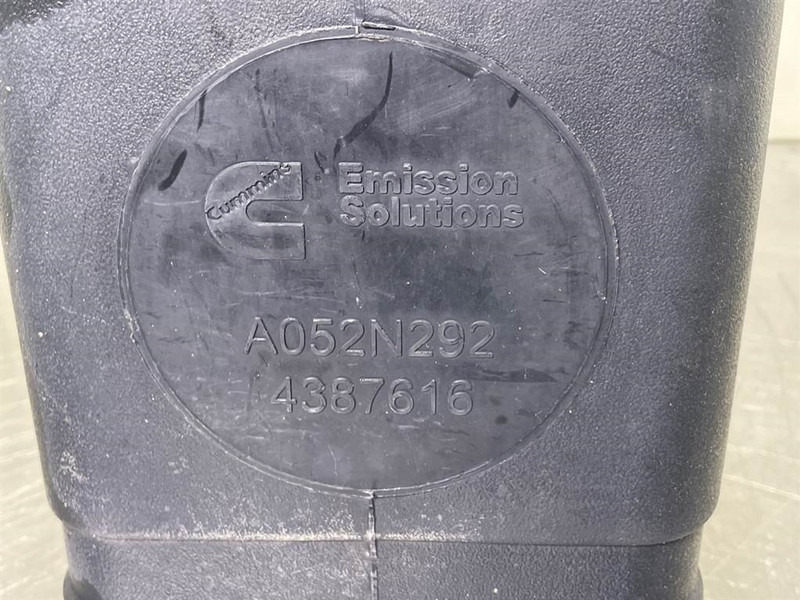 Cummins
Emission
Solutions
A052N292
4387616